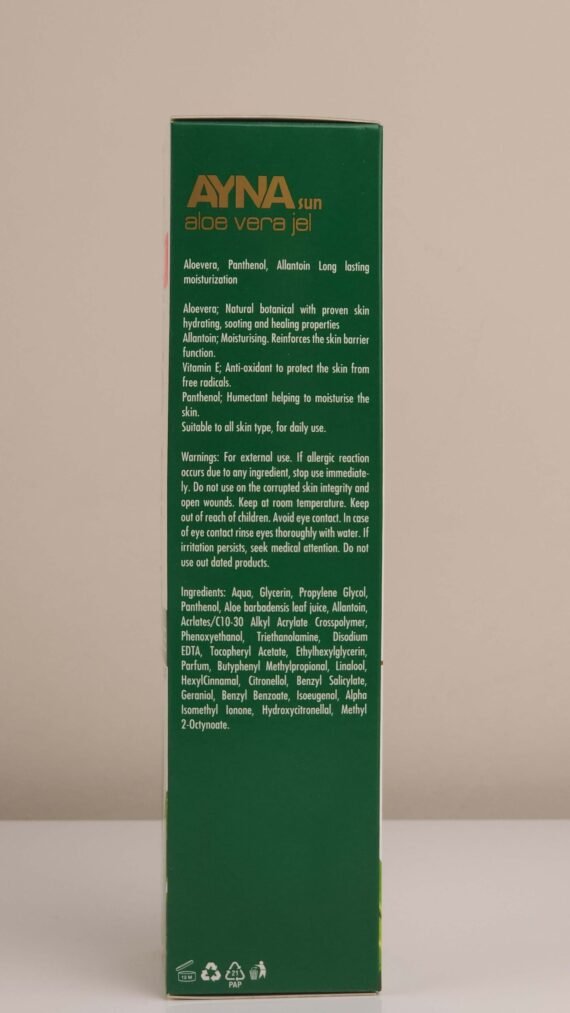 AYNA sun
aloe vera jel
Aloevera, Panthenol, Allantoin Long lasting
moisturization
Aloevera; Natural botanical with proven skin
hydrating, sooting and healing properties
Allantoin; Moisturising. Reinforces the skin barrier
function.
Vitamin E; Anti-oxidant to protect the skin from
free radicals.
Panthenol; Humectant helping to moisturise the
skin.
Suitable to all skin type, for daily use.
Warnings: For external use. If allergic reaction
occurs due to any ingredient, stop use immediate-
ly. Do not use on the corrupted skin integrity and
open wounds. Keep at room temperature. Keep
out of reach of children. Avoid eye contact. In case
of eye contact rinse eyes thoroughly with water. If
irritation persists, seek medical attention. Do not
use out dated products.
Ingredients: Aqua, Glycerin, Propylene Glycol,
Panthenol, Aloe barbadensis leaf juice, Allantoin,
Acrlates/C10-30 Alkyl Acrylate Crosspolymer,
Phenoxyethanol, Triethanolamine, Disodium
EDTA, Tocopheryl Acetate, Ethylhexylglycerin,
Parfum, Butyphenyl Methylpropional, Linalool,
HexylCinnamal, Citronellol, Benzyl Salicylate,
Geraniol, Benzyl Benzoate, Isoeugenol, Alpha
Isomethyl Ionone, Hydroxycitronellal, Methyl
2-Octynoate.
21
PAP